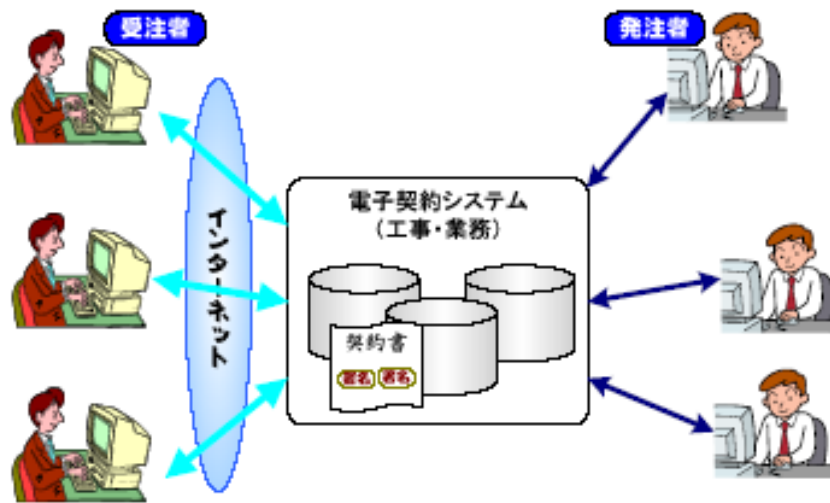 受注者
発注者
インターネット
電子契約システム
（工事・業務）
契約書
署名 署名